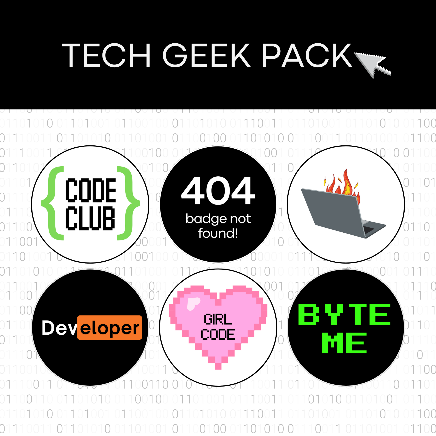 TECH GEEK PACK
CODE
CLUB
404
badge not
found!
Developer
GIRL
CODE
BYTE
ME